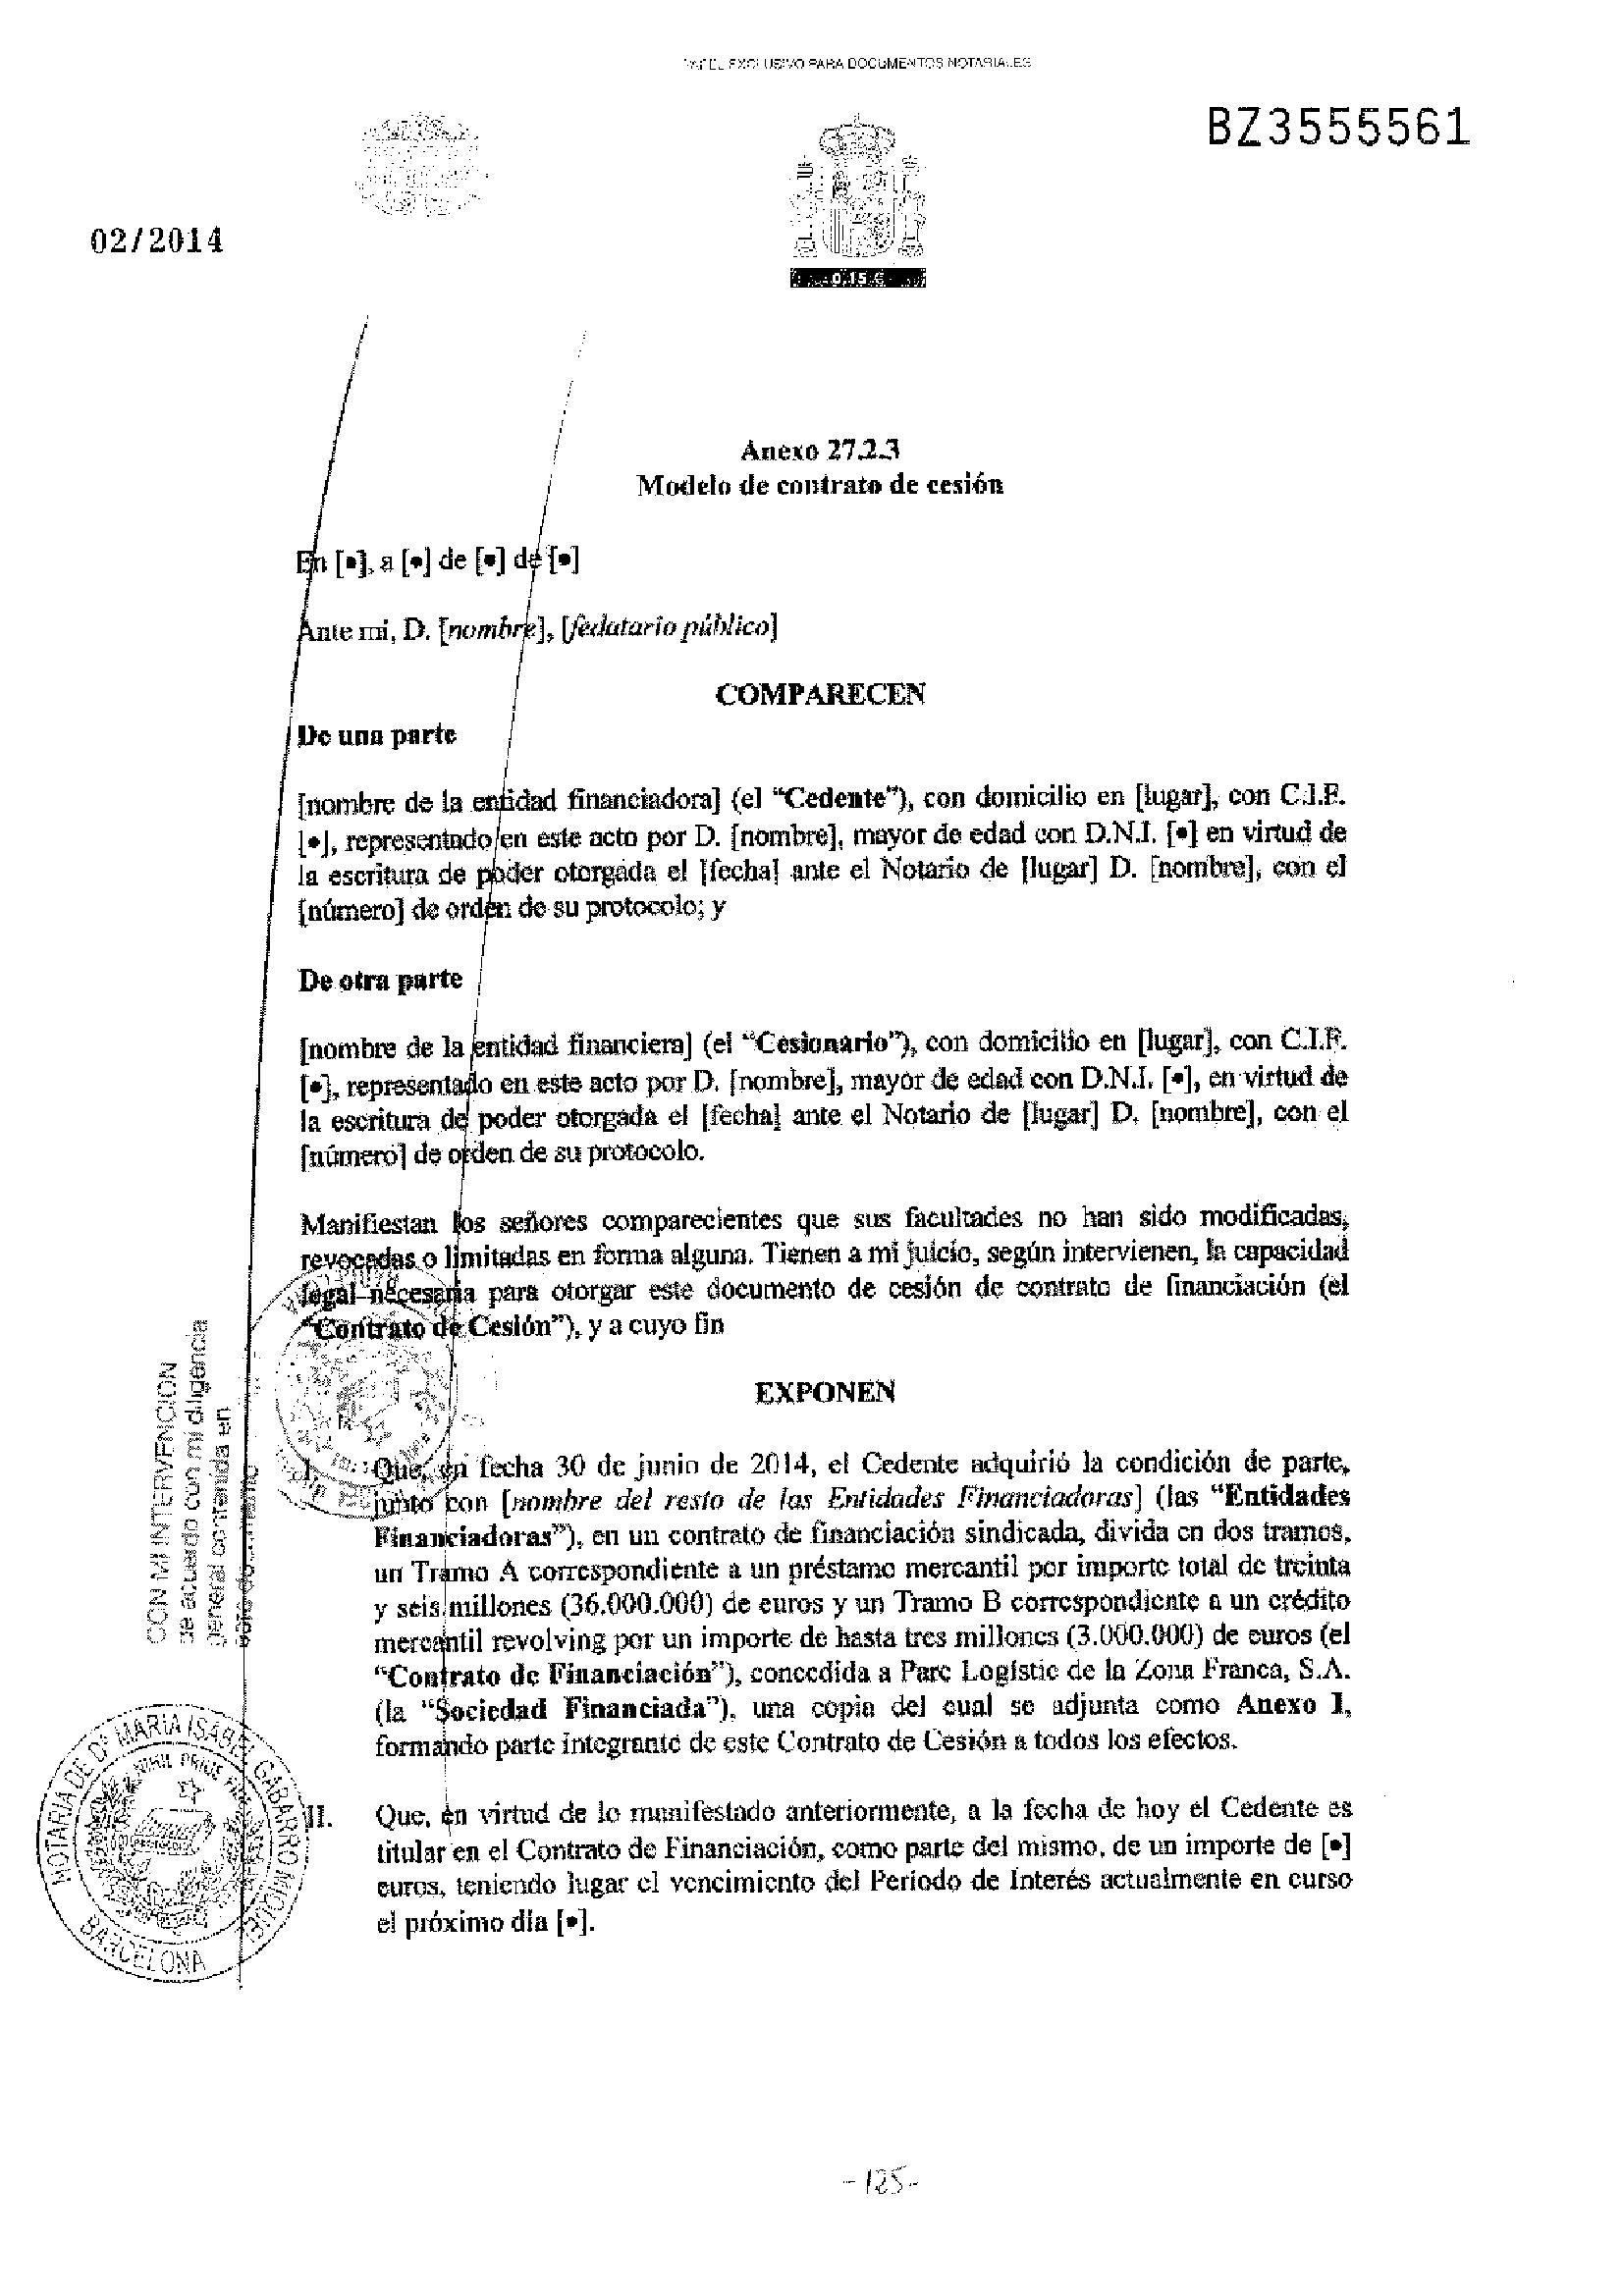 PAPEL EXCLUSIVO PARA DOCUMENTOS NOTARIALES
BZ3555561
02/2014
0,15 €
Anexo 27.2.3
Modelo de contrato de cesión
En [•], a [•] de [•] de [•]
Ante mi, D. [nombre], [fedatario público]
COMPARECEN
De una parte
[nombre de la entidad financiadora] (el “Cedente”), con domicilio en [lugar], con C.I.F.
[•], representado en este acto por D. [nombre], mayor de edad con D.N.I. [•] en virtud de
la escritura de poder otorgada el [fecha] ante el Notario de [lugar] D. [nombre], con el
[número] de orden de su protocolo; y
De otra parte
[nombre de la entidad financiera] (el “Cesionario”), con domicilio en [lugar], con C.I.F.
[•], representado en este acto por D. [nombre], mayor de edad con D.N.I. [•], en virtud de
la escritura de poder otorgada el [fecha] ante el Notario de [lugar] D. [nombre], con el
[número] de orden de su protocolo.
Manifiestan los señores comparecientes que sus facultades no han sido modificadas,
revocadas o limitadas en forma alguna. Tienen a mi juicio, según intervienen, la capacidad
legal necesaria para otorgar este documento de cesión de contrato de financiación (el
“Contrato de Cesión”), y a cuyo fin
EXPONEN
I. Que, en fecha 30 de junio de 2014, el Cedente adquirió la condición de parte,
junto con [nombre del resto de las Entidades Financiadoras] (las “Entidades
Financiadoras”), en un contrato de financiación sindicada, divida en dos tramos,
un Tramo A correspondiente a un préstamo mercantil por importe total de treinta
y seis millones (36.000.000) de euros y un Tramo B correspondiente a un crédito
mercantil revolving por un importe de hasta tres millones (3.000.000) de euros (el
“Contrato de Financiación”), concedida a Parc Logístic de la Zona Franca, S.A.
(la “Sociedad Financiada”), una copia del cual se adjunta como Anexo I,
formando parte integrante de este Contrato de Cesión a todos los efectos.
II. Que, en virtud de lo manifestado anteriormente, a la fecha de hoy el Cedente es
titular en el Contrato de Financiación, como parte del mismo, de un importe de [•]
euros, teniendo lugar el vencimiento del Periodo de Interés actualmente en curso
el próximo día [•].
CON MI INTERVENCION
de acuerdo con mi diligencia
general contenida en
NOTARIA DE Dª MARIA ISABEL GABARRO MIQUEL
BARCELONA
NIHIL PRIUS FIDE
-125-